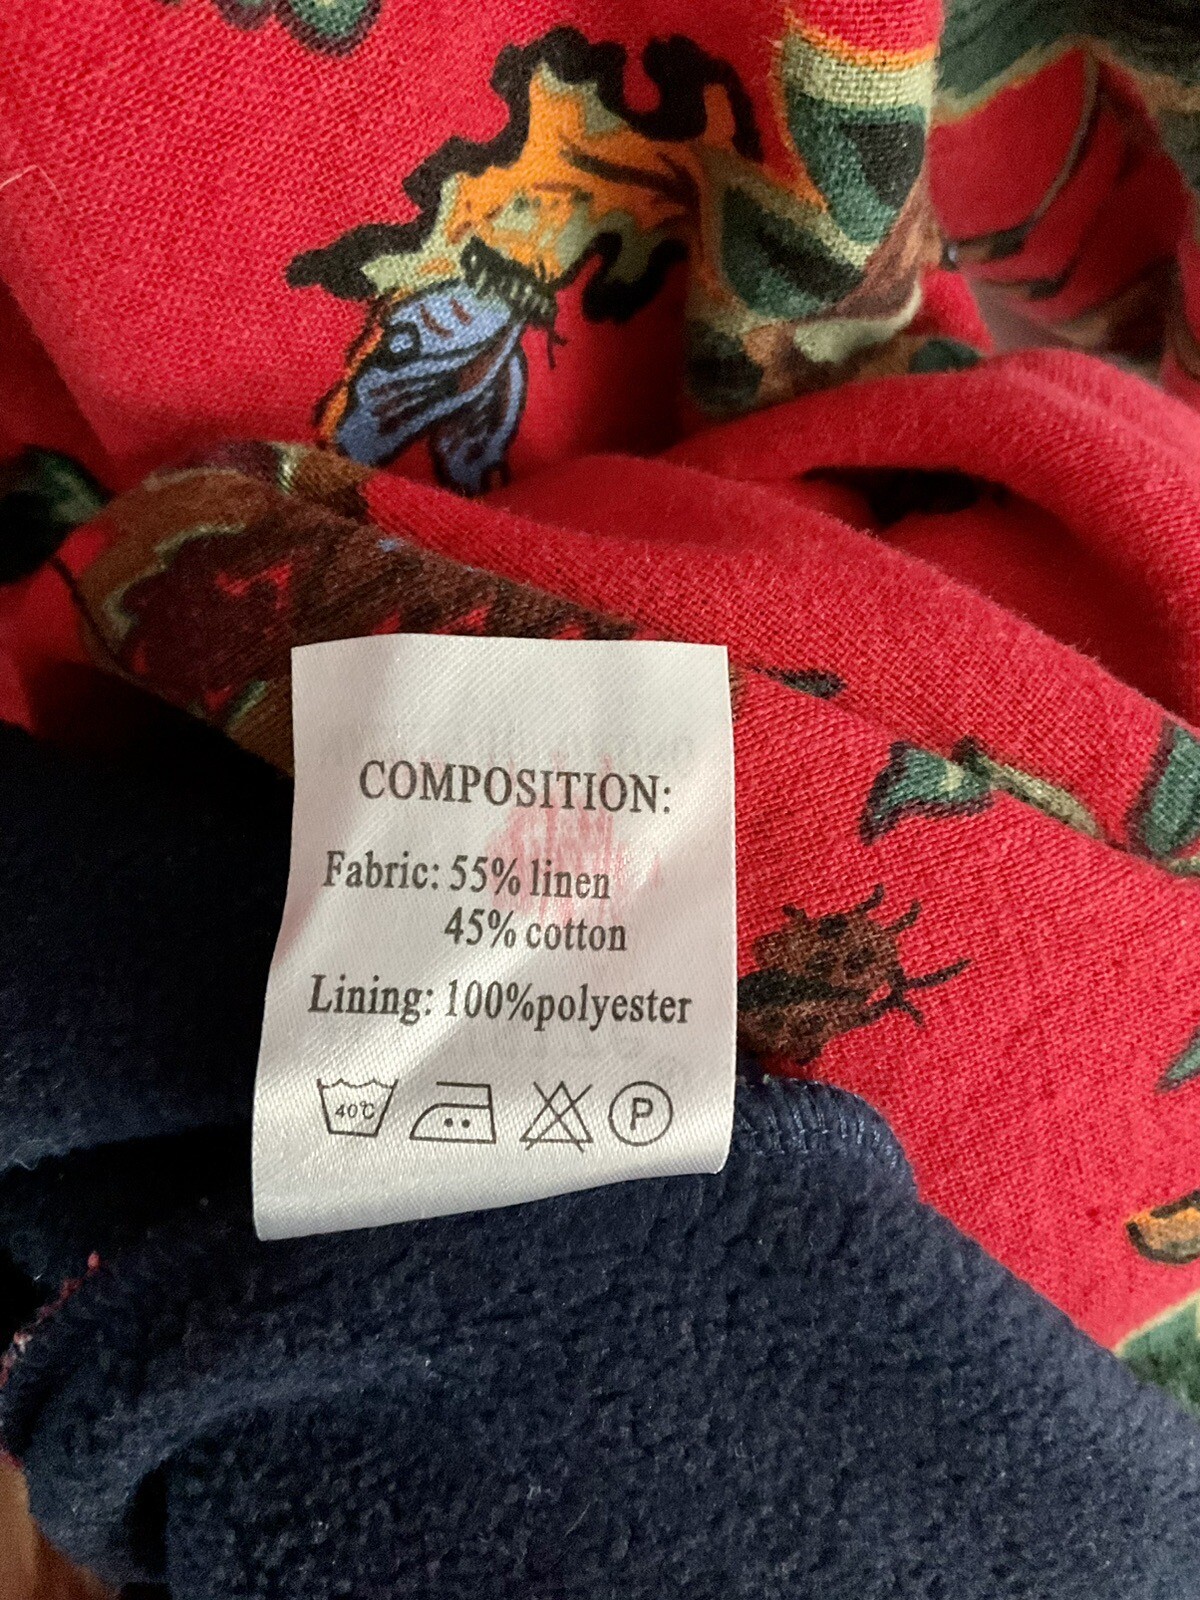 COMPOSITION:
Fabric: 55% linen
45% cotton
Lining: 100%polyester
40℃ P